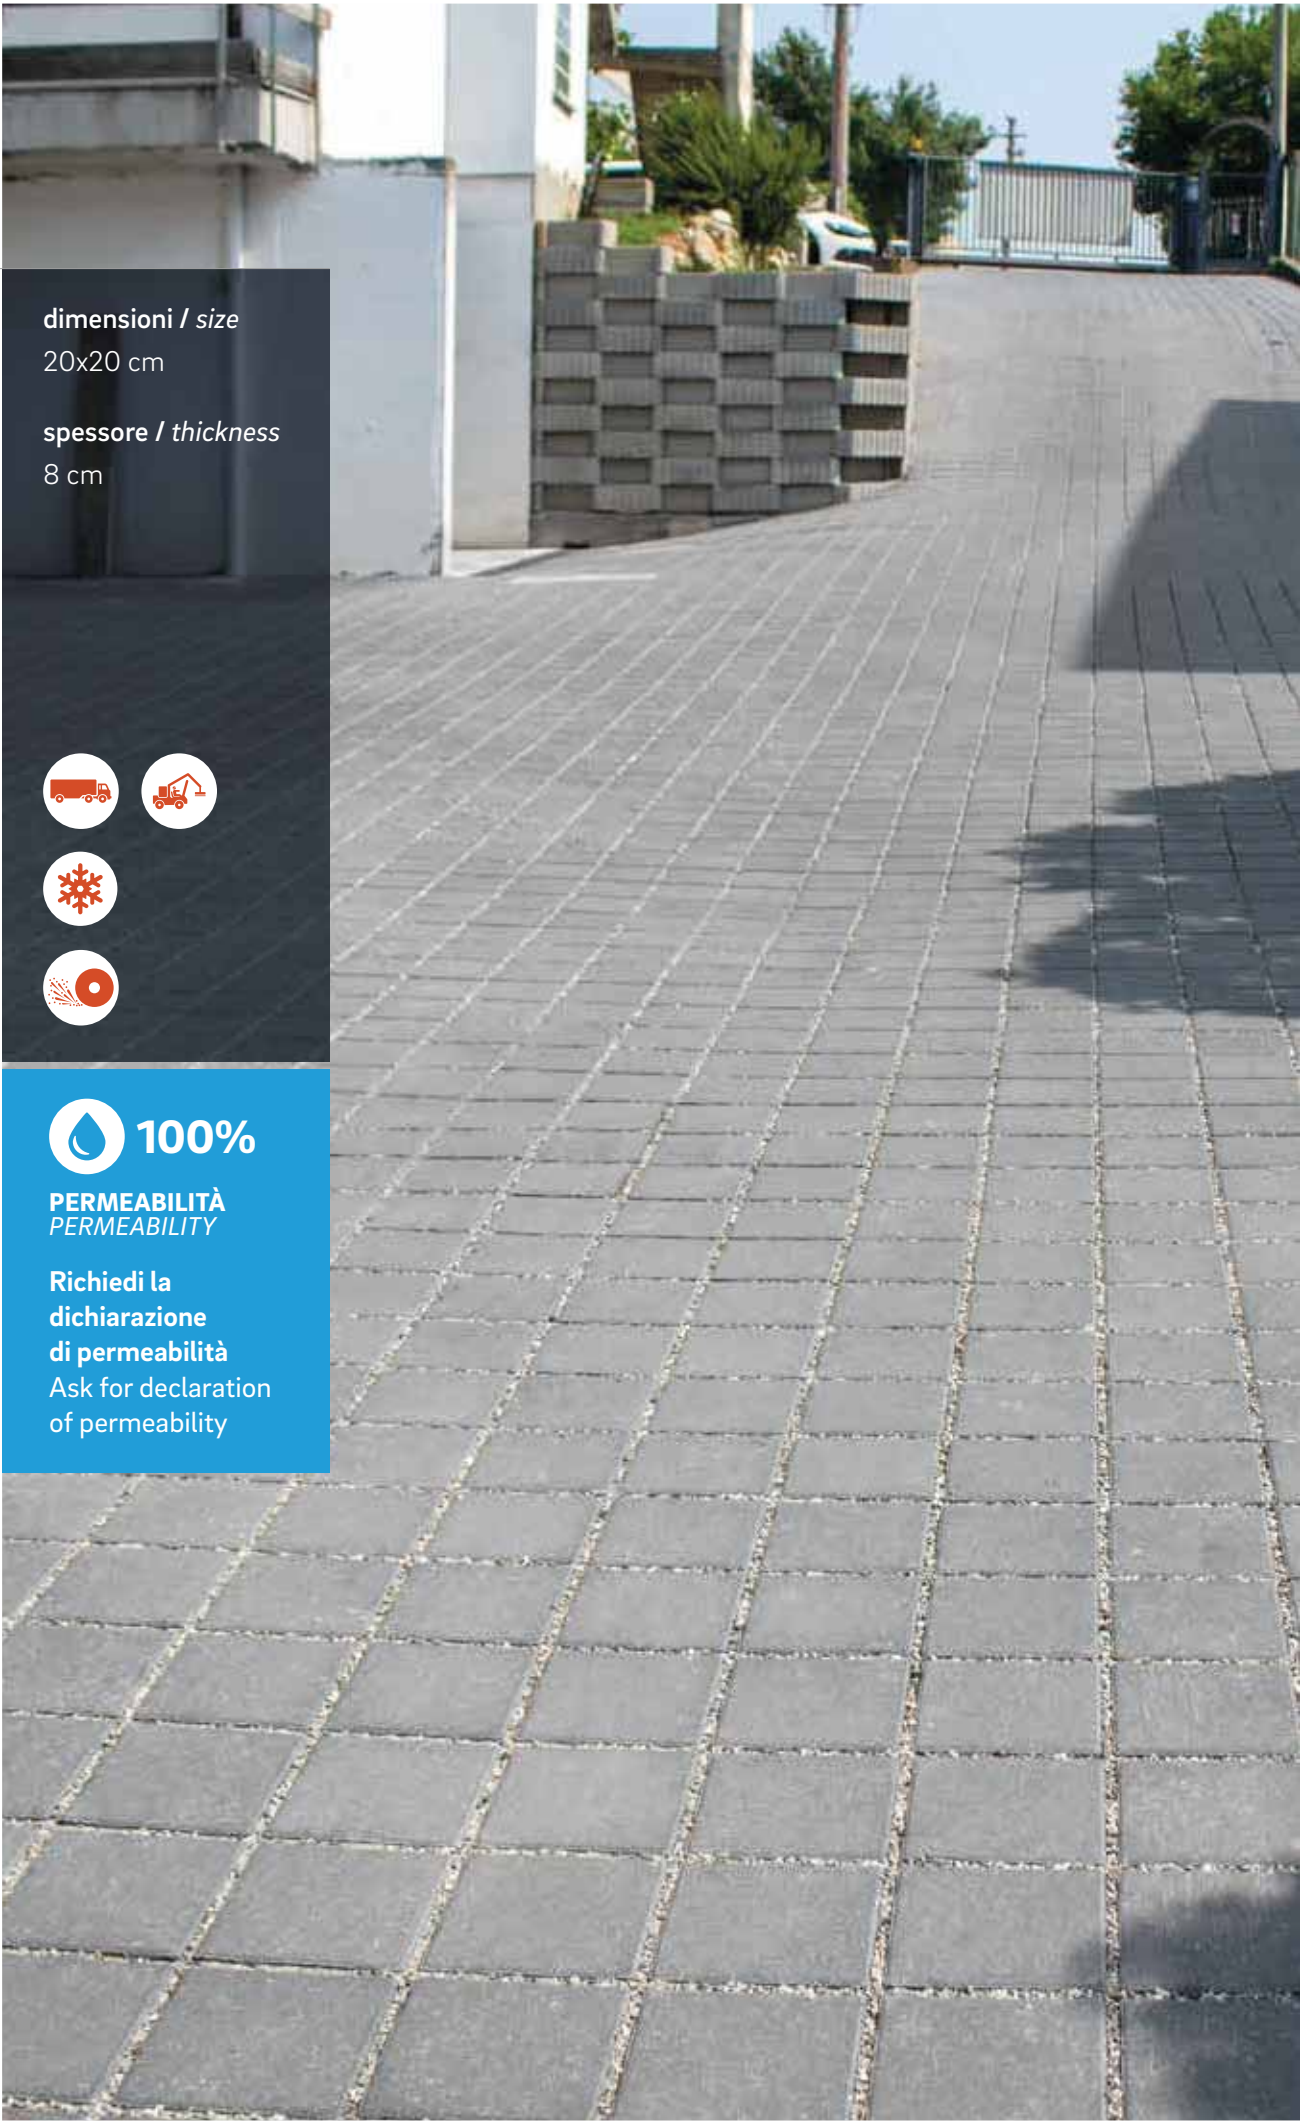 dimensioni / size
20x20 cm
spessore / thickness
8 cm
100%
PERMEABILITÀ
PERMEABILITY
Richiedi la
dichiarazione
di permeabilità
Ask for declaration
of permeability